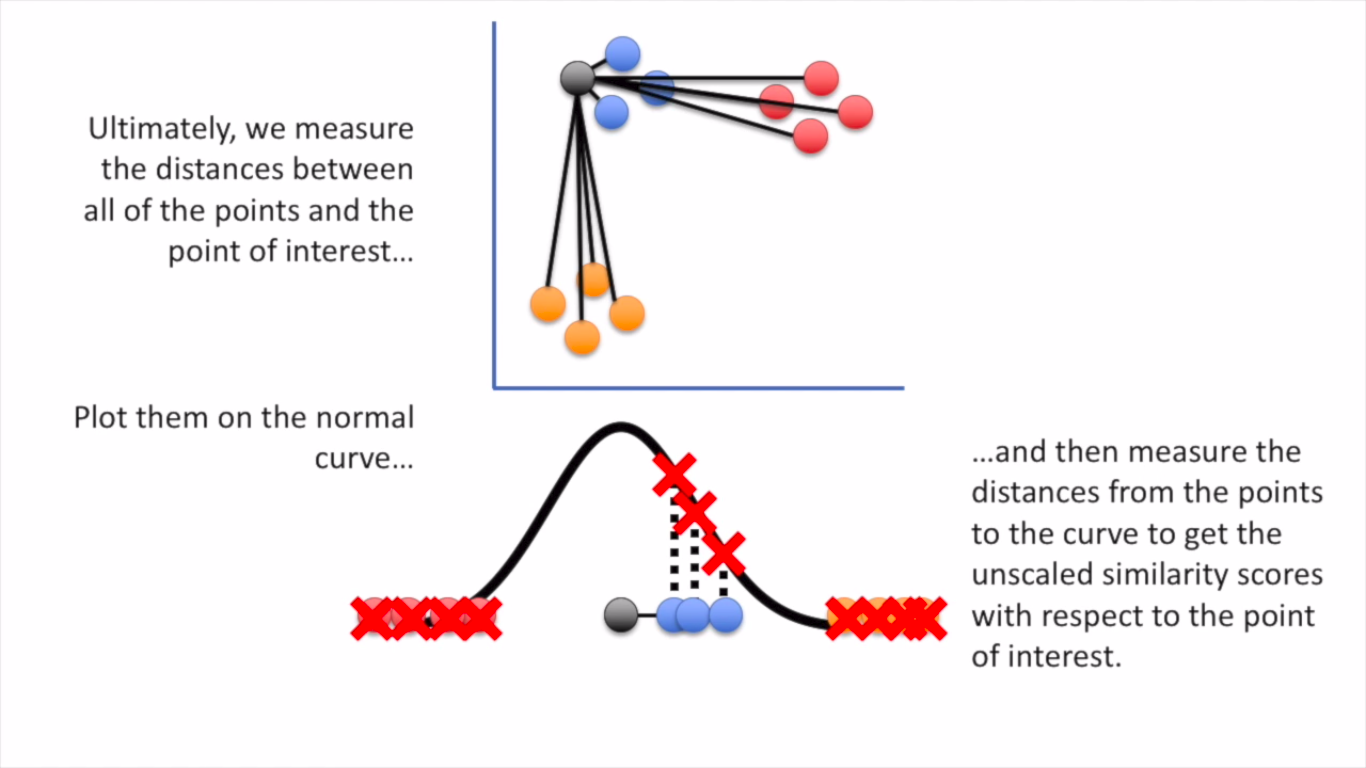 Ultimately, we measure
the distances between
all of the points and the
point of interest...
Plot them on the normal
curve...
...and then measure the
distances from the points
to the curve to get the
unscaled similarity scores
with respect to the point
of interest.